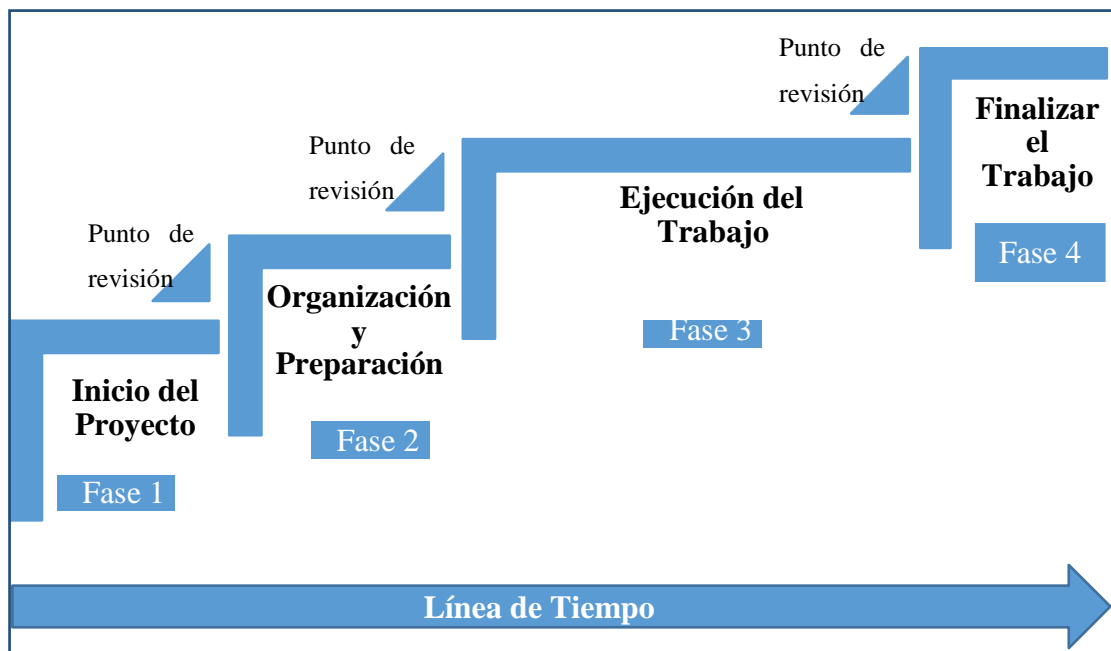 Punto de
revisión
Finalizar
el
Trabajo
Fase 4
Punto de
revisión
Ejecución del
Trabajo
Fase 3
Punto de
revisión
Organización
y
Preparación
Fase 2
Inicio del
Proyecto
Fase 1
Línea de Tiempo